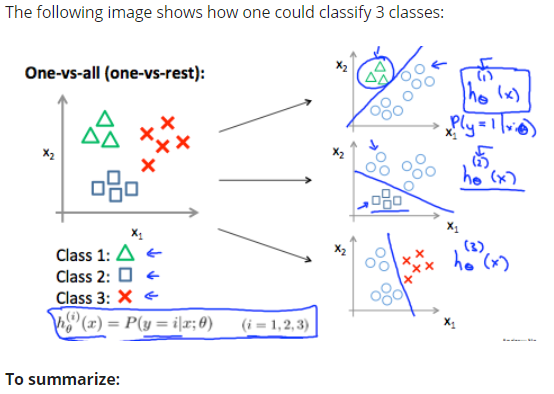 The following image shows how one could classify 3 classes:
One-vs-all (one-vs-rest):
x₂
x₁
Class 1:
Class 2:
Class 3:
h_θ^(i)(x) = P(y = i|x; θ) (i = 1, 2, 3)
x₂
x₁
h_θ^(1)(x)
P(y=1|x;θ)
x₂
x₁
h_θ^(2)(x)
x₂
x₁
h_θ^(3)(x)
To summarize: